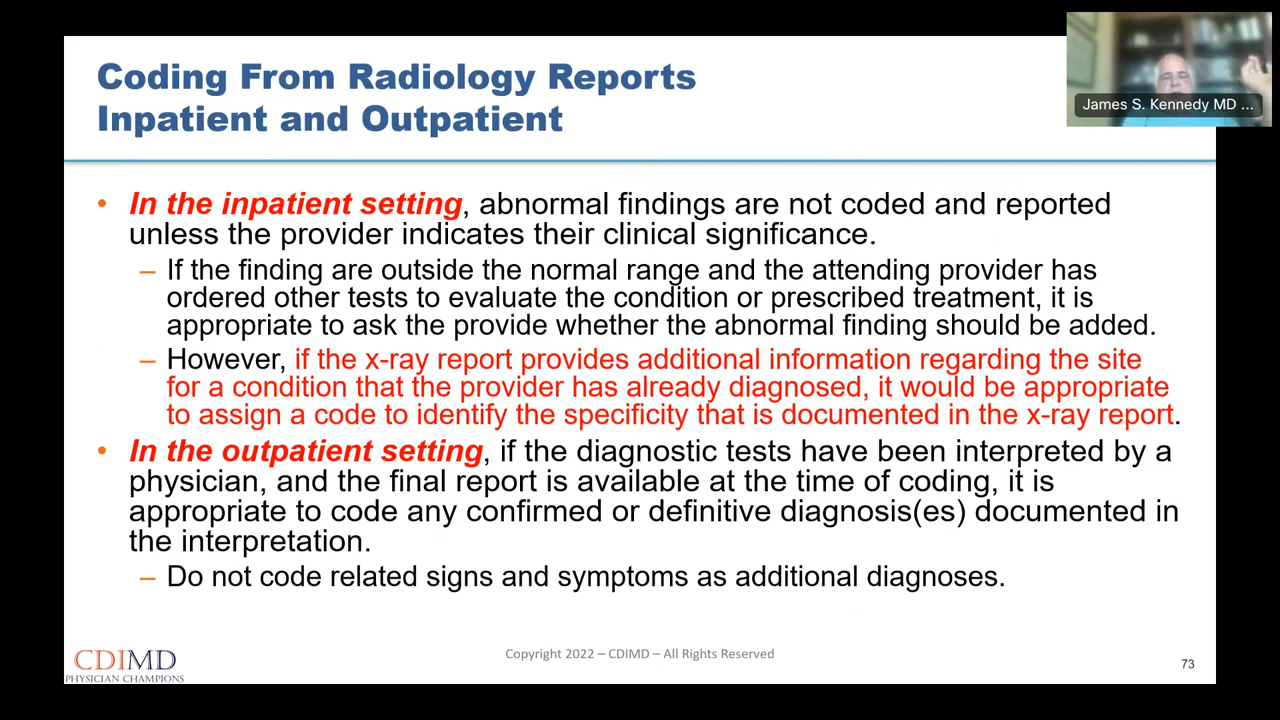 Coding From Radiology Reports
Inpatient and Outpatient
James S. Kennedy MD ...
• In the inpatient setting, abnormal findings are not coded and reported
unless the provider indicates their clinical significance.
– If the finding are outside the normal range and the attending provider has
ordered other tests to evaluate the condition or prescribed treatment, it is
appropriate to ask the provide whether the abnormal finding should be added.
– However, if the x-ray report provides additional information regarding the site
for a condition that the provider has already diagnosed, it would be appropriate
to assign a code to identify the specificity that is documented in the x-ray report.
• In the outpatient setting, if the diagnostic tests have been interpreted by a
physician, and the final report is available at the time of coding, it is
appropriate to code any confirmed or definitive diagnosis(es) documented in
the interpretation.
– Do not code related signs and symptoms as additional diagnoses.
CDIMD
PHYSICIAN CHAMPIONS
Copyright 2022 – CDIMD – All Rights Reserved
73